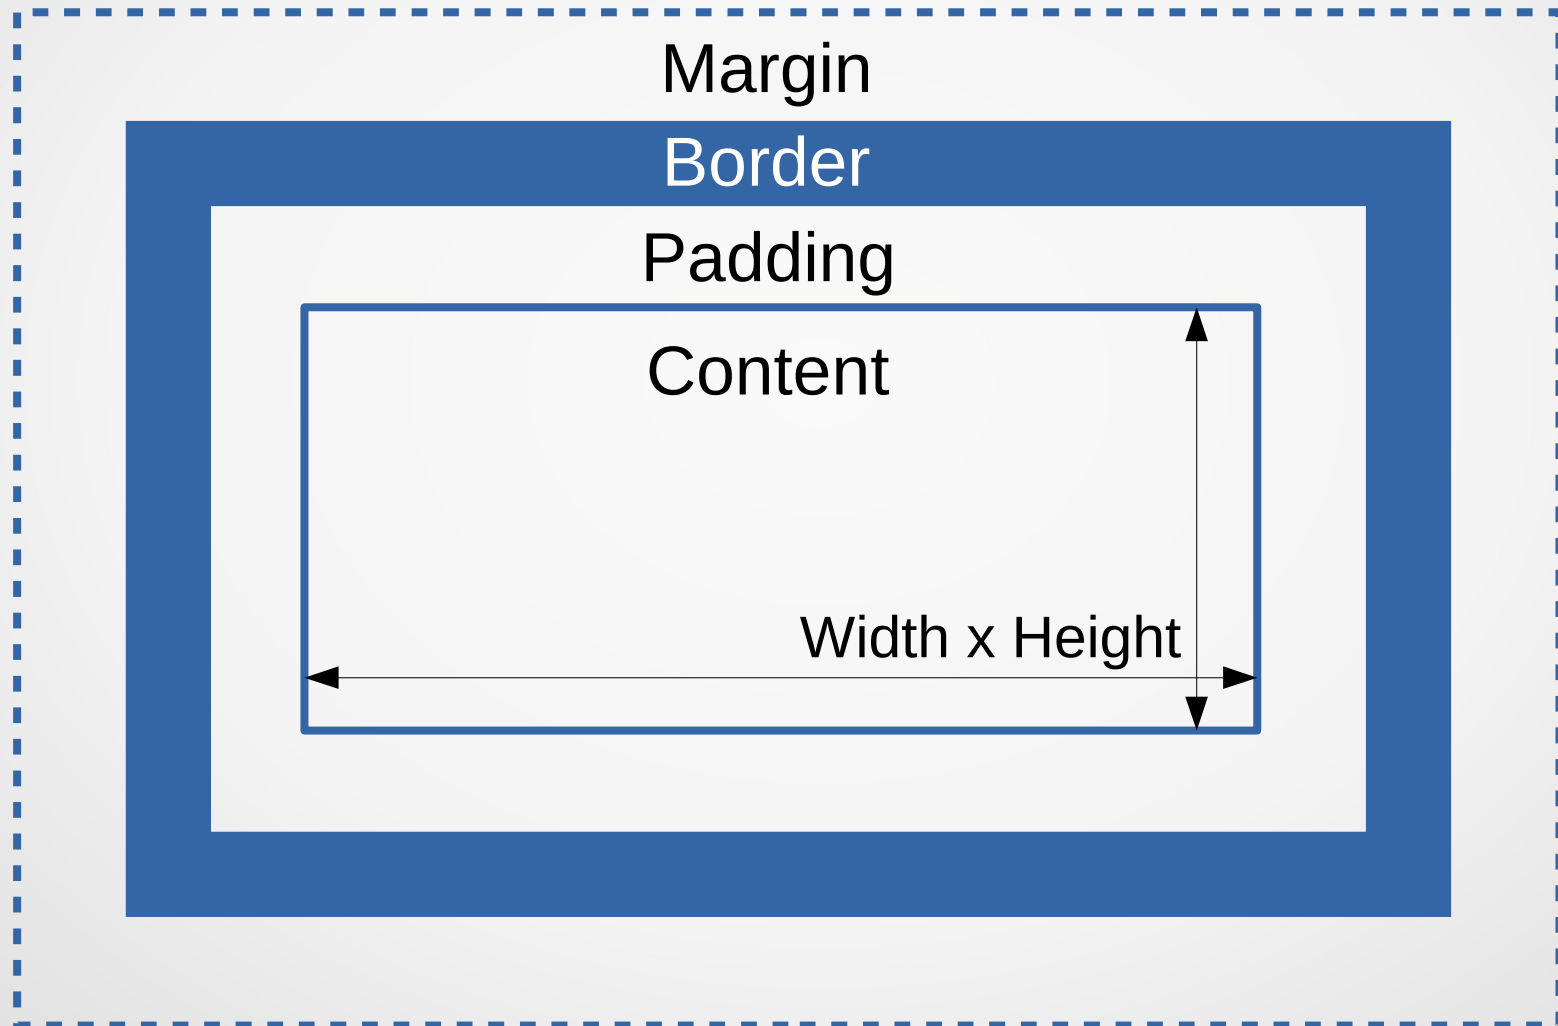 Margin
Border
Padding
Content
Width x Height